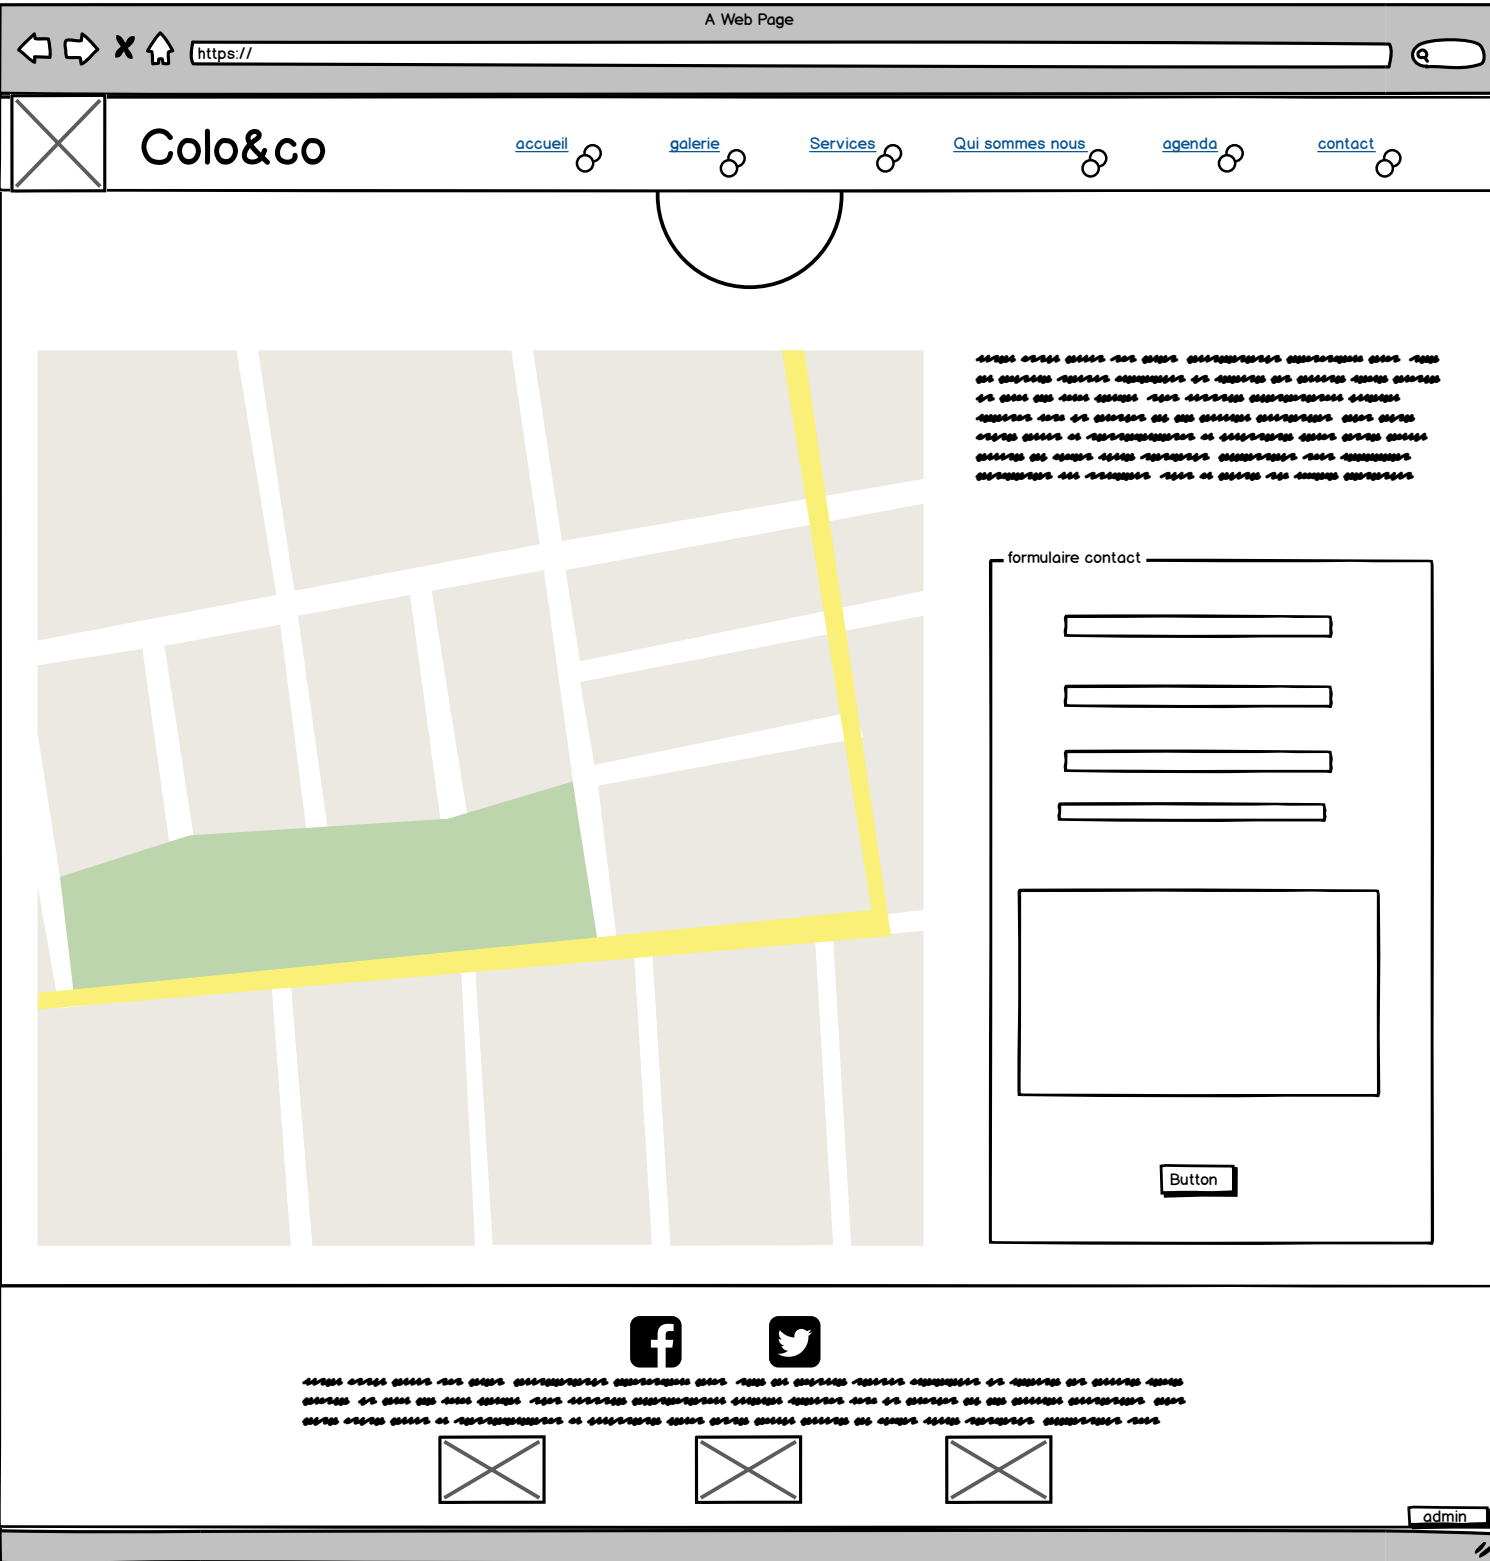 A Web Page
https://
Colo&co
accueil
galerie
Services
Qui sommes nous
agenda
contact
formulaire contact
Button
admin